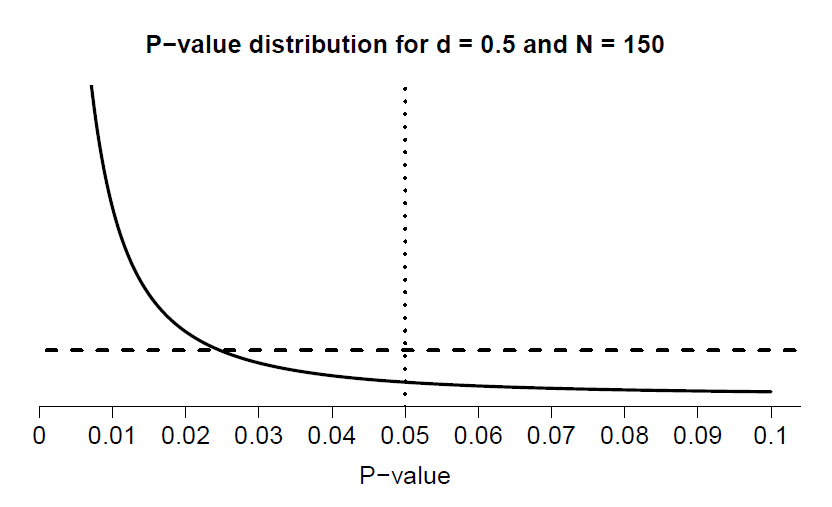 P−value distribution for d = 0.5 and N = 150
0 0.01 0.02 0.03 0.04 0.05 0.06 0.07 0.08 0.09 0.1
P−value